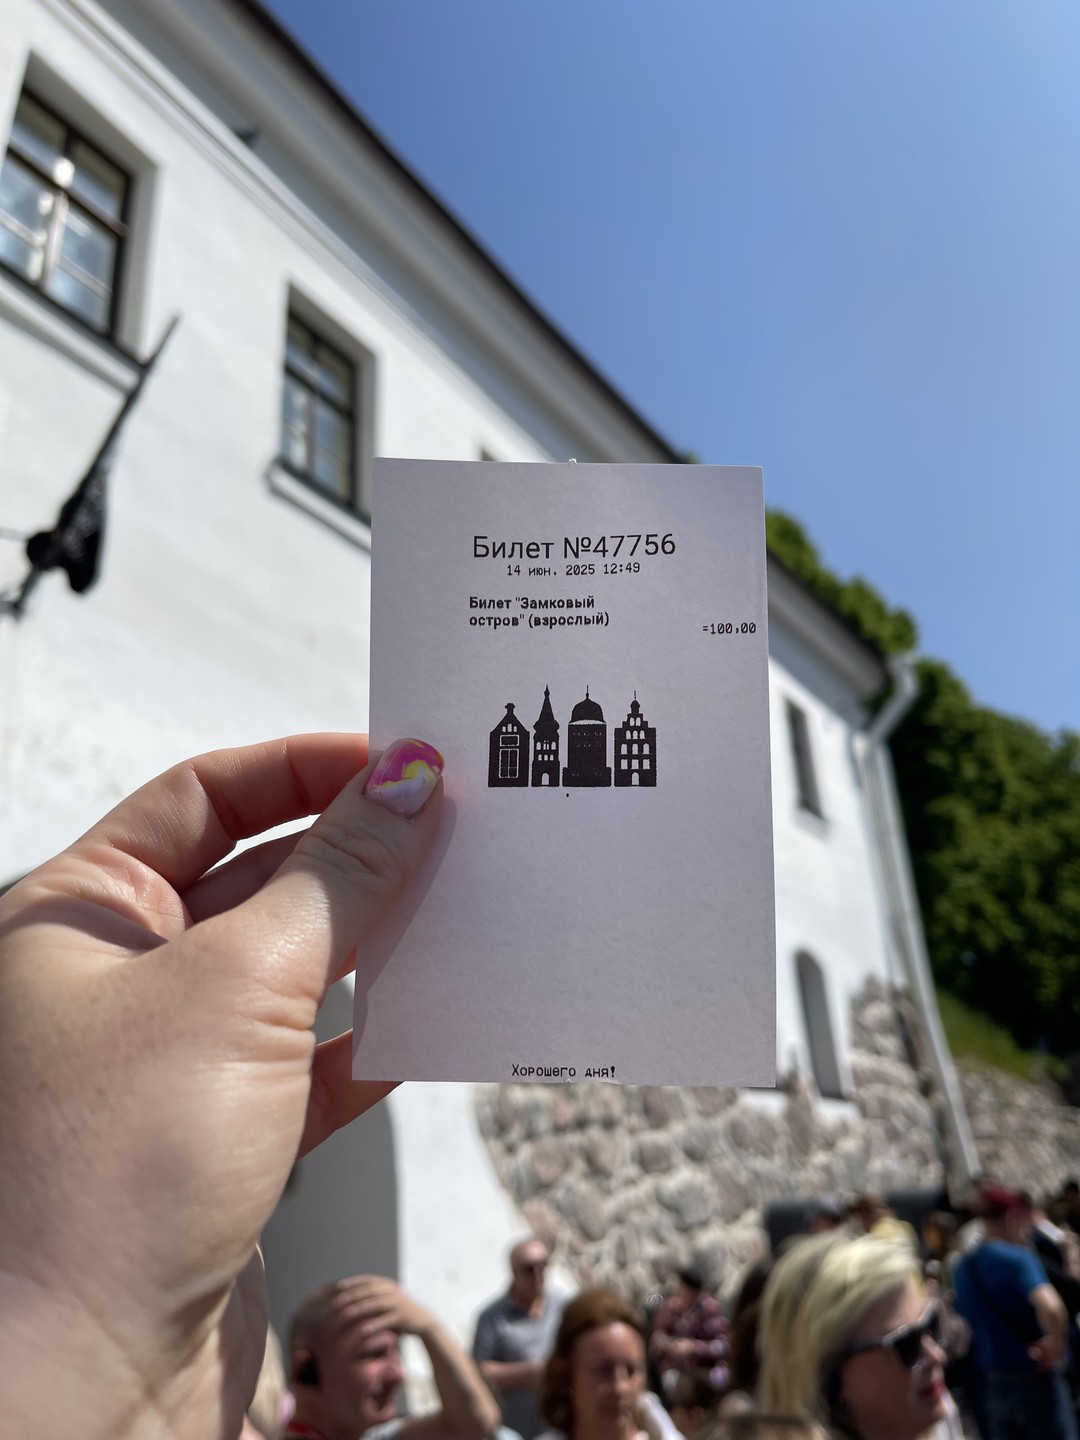 Билет №47756
14 июн. 2025 12:49
Билет "Замковый
остров" (взрослый)
=100,00
Хорошего дня!